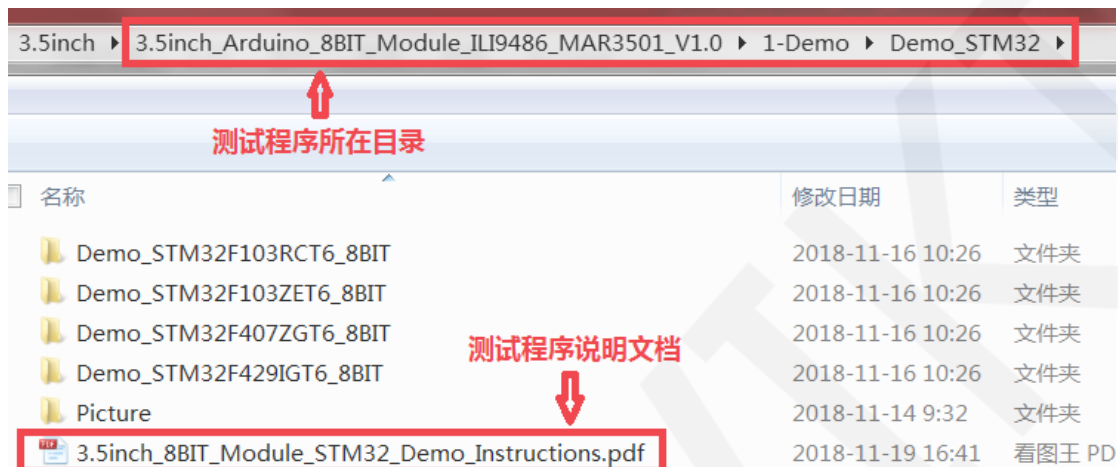 3.5inch ▸ 3.5inch_Arduino_8BIT_Module_ILI9486_MAR3501_V1.0 ▸ 1-Demo ▸ Demo_STM32 ▸
测试程序所在目录
名称 修改日期 类型
Demo_STM32F103RCT6_8BIT 2018-11-16 10:26 文件夹
Demo_STM32F103ZET6_8BIT 2018-11-16 10:26 文件夹
Demo_STM32F407ZGT6_8BIT 2018-11-16 10:26 文件夹
测试程序说明文档
Demo_STM32F429IGT6_8BIT 2018-11-16 10:26 文件夹
Picture 2018-11-14 9:32 文件夹
3.5inch_8BIT_Module_STM32_Demo_Instructions.pdf 2018-11-19 16:41 看图王 PD